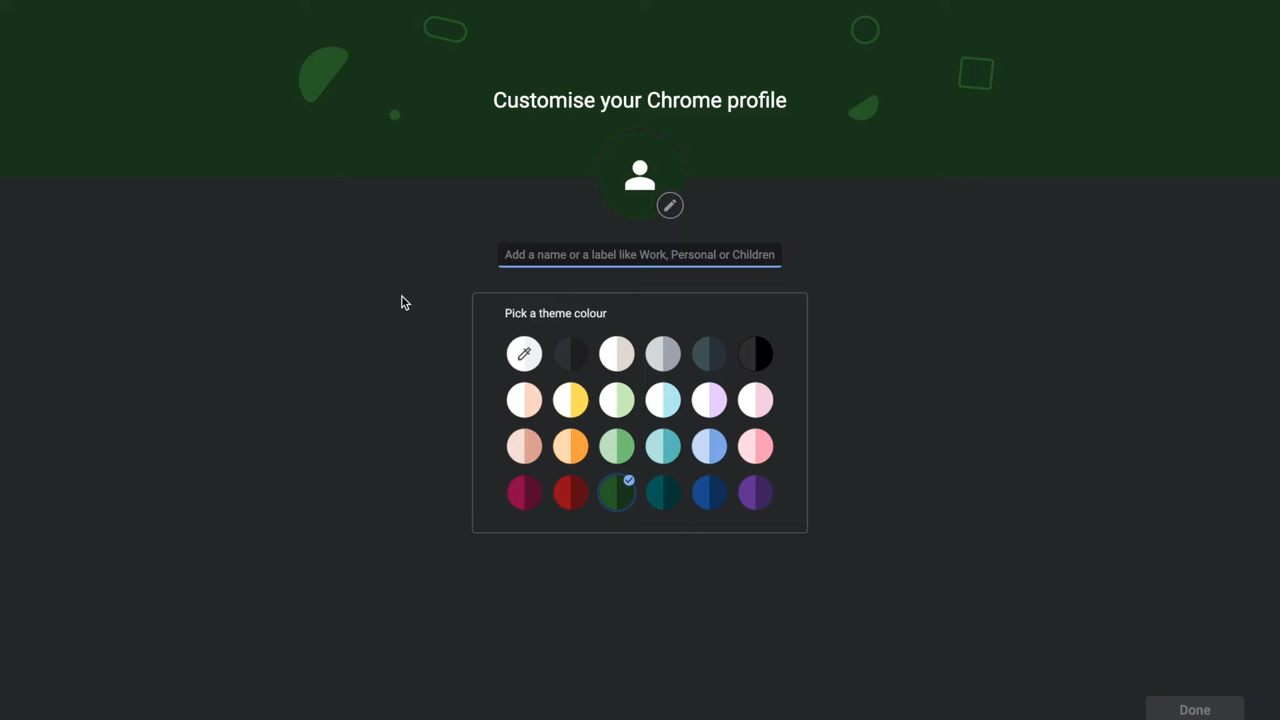 Customise your Chrome profile
Add a name or a label like Work, Personal or Children
Pick a theme colour
Done